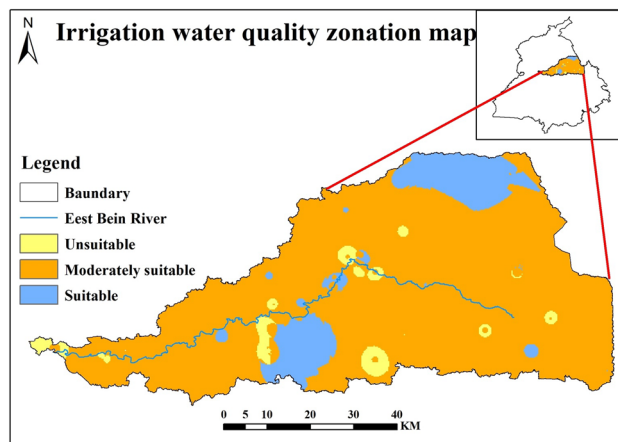 N
Irrigation water quality zonation map
Legend
Baundary
Eest Bein River
Unsuitable
Moderately suitable
Suitable
0 5 10 20 30 40
KM